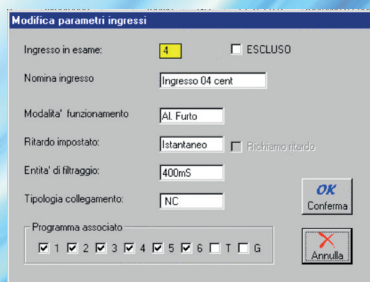 Modifica parametri ingressi
Ingresso in esame: 4 ESCLUSO
Nomina ingresso Ingresso 04 cent
Modalita' funzionamento Al. Furto
Ritardo impostato: Istantaneo Richiamo ritardo
Entita' di filtraggio: 400mS
Tipologia collegamento: NC
OK
Conferma
Programma associato
1 2 3 4 5 6 T G
Annulla